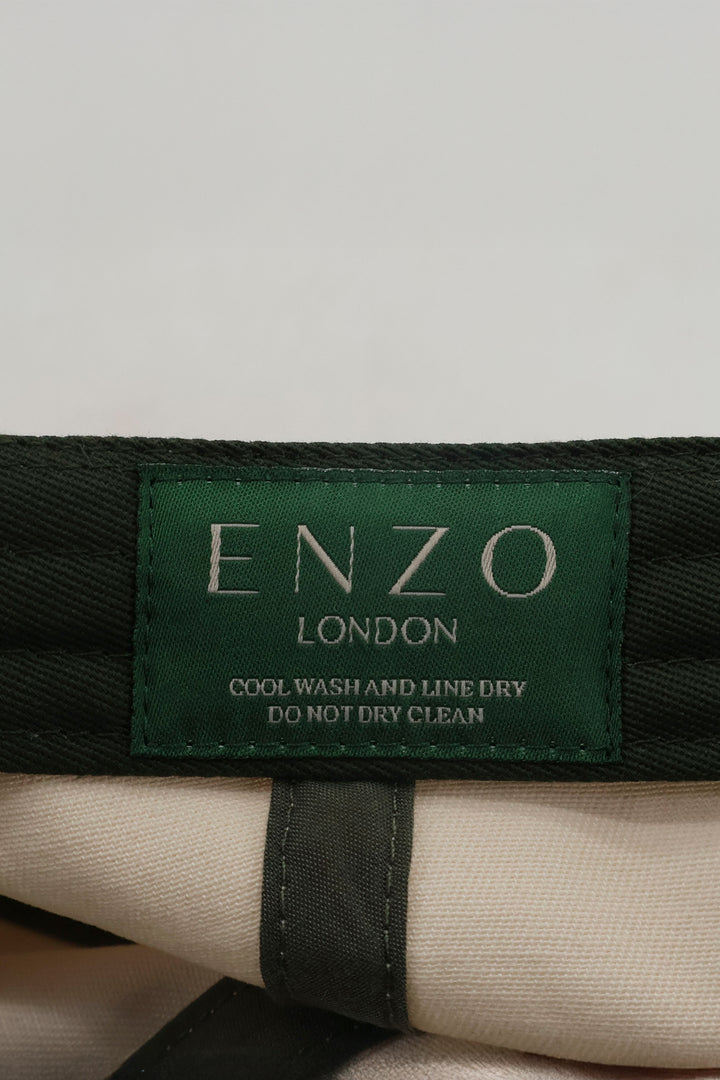 ENZO
LONDON
COOL WASH AND LINE DRY
DO NOT DRY CLEAN